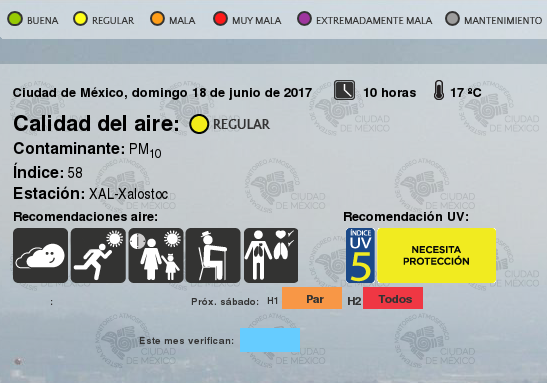 BUENA REGULAR MALA MUY MALA EXTREMADAMENTE MALA MANTENIMIENTO
Ciudad de México, domingo 18 de junio de 2017 10 horas 17 ºC
Calidad del aire: REGULAR
Contaminante: PM10
Índice: 58
Estación: XAL-Xalostoc
Recomendaciones aire: Recomendación UV:
ÍNDICE
UV
5
NECESITA
PROTECCIÓN
: Próx. sábado: H1 Par H2 Todos
Este mes verifican: